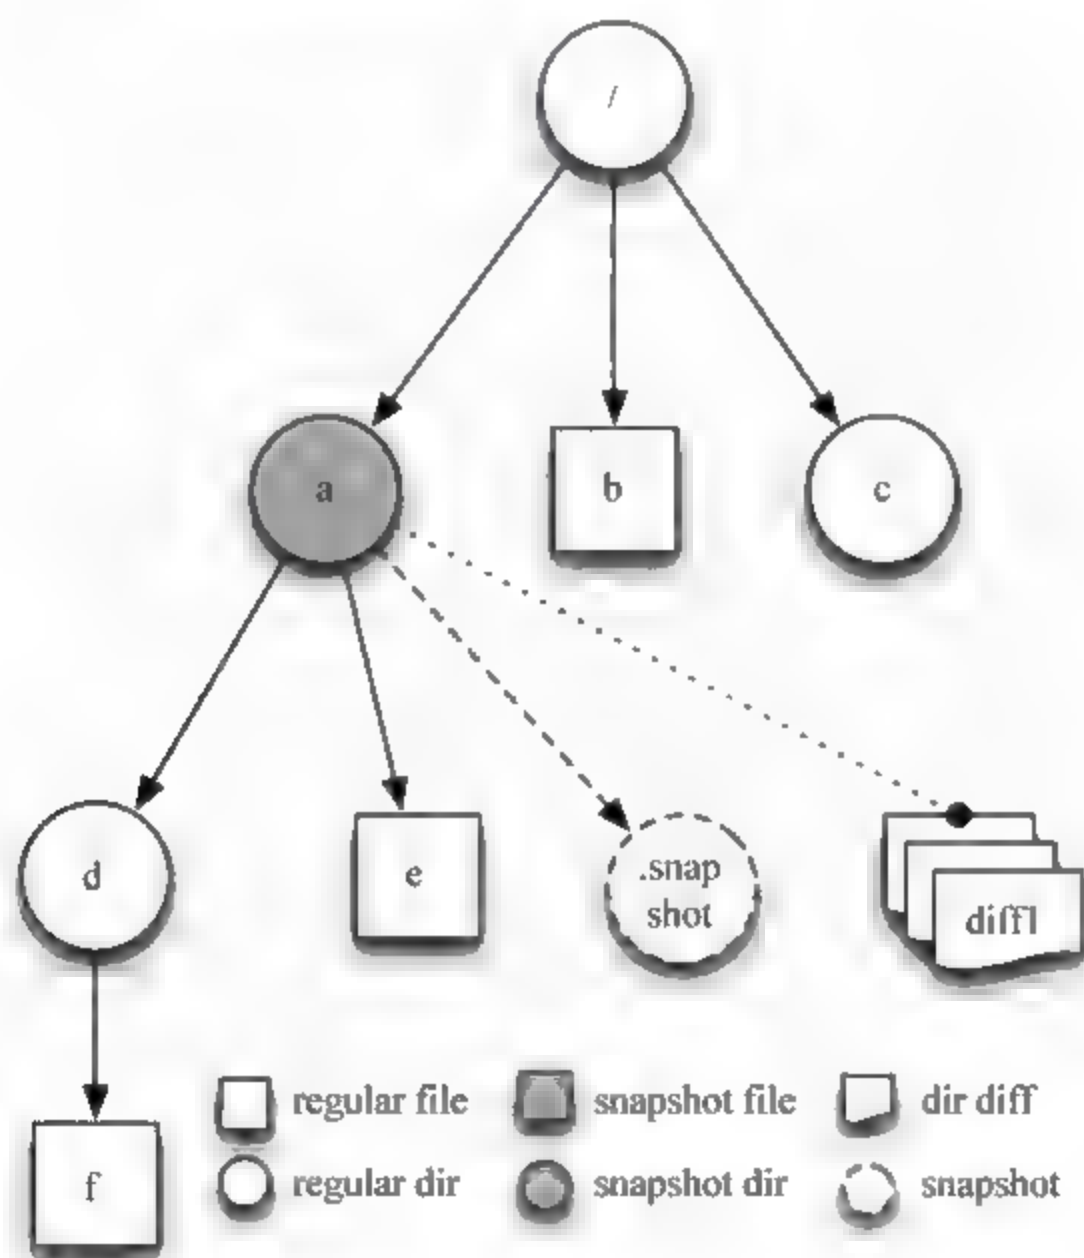 /
a
b
c
d
e
.snap
shot
diff1
f
regular file
snapshot file
dir diff
regular dir
snapshot dir
snapshot